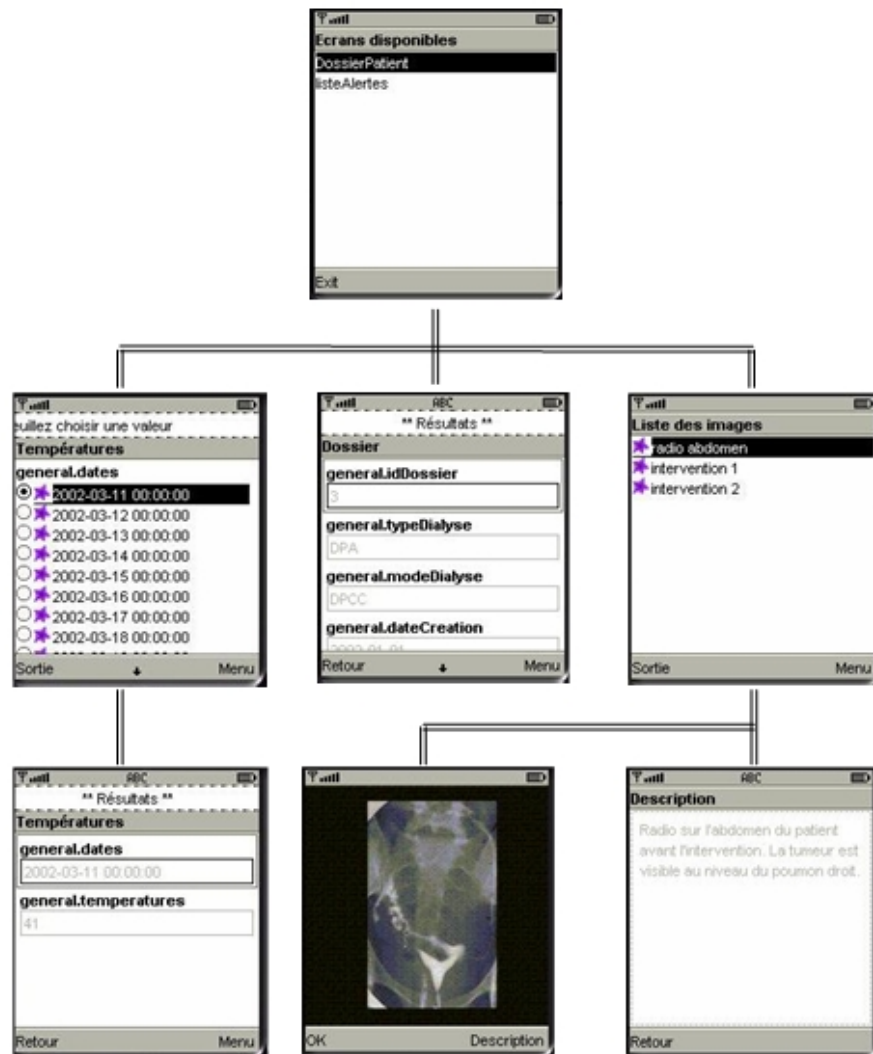 Ecrans disponibles
DossierPatient
listeAlertes
Exit
euillez choisir une valeur
Températures
general.dates
2002-03-11 00:00:00
2002-03-12 00:00:00
2002-03-13 00:00:00
2002-03-14 00:00:00
2002-03-15 00:00:00
2002-03-16 00:00:00
2002-03-17 00:00:00
2002-03-18 00:00:00
Sortie Menu
ABC
** Résultats **
Dossier
general.idDossier
3
general.typeDialyse
DPA
general.modeDialyse
DPCC
general.dateCreation
2002-01-01
Retour Menu
Liste des images
radio abdomen
intervention 1
intervention 2
Sortie Menu
ABC
** Résultats **
Températures
general.dates
2002-03-11 00:00:00
general.temperatures
41
Retour Menu
OK Description
ABC
Description
Radio sur l'abdomen du patient
avant l'intervention. La tumeur est
visible au niveau du poumon droit.
Retour